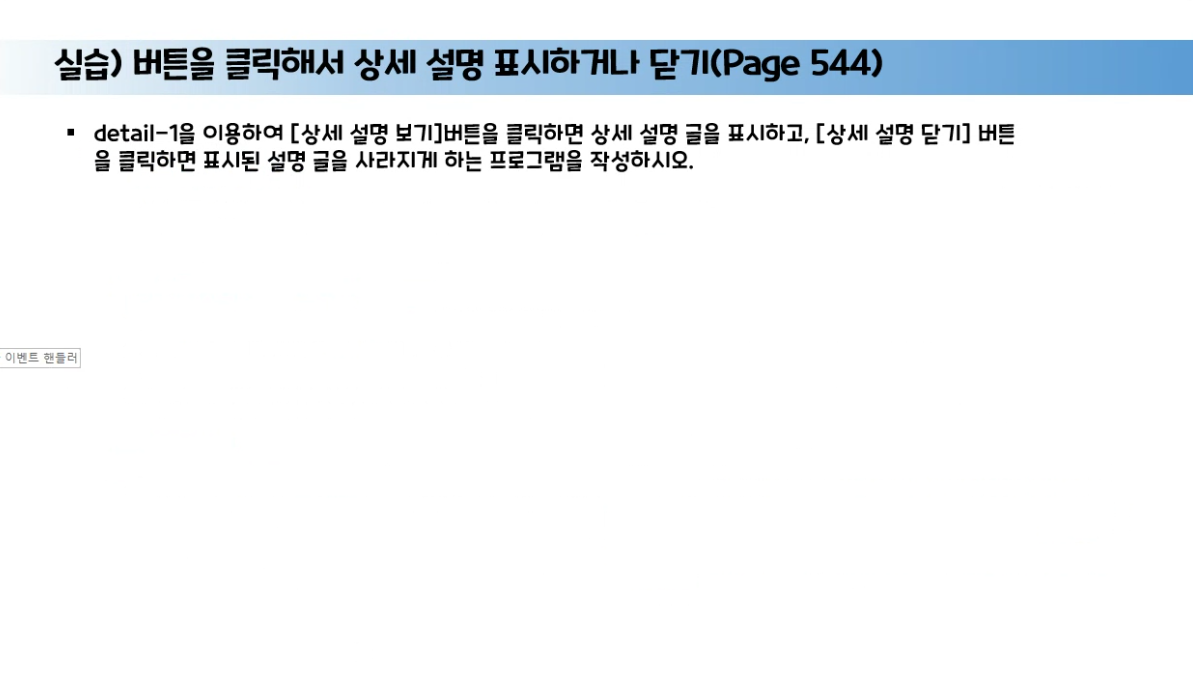 실습) 버튼을 클릭해서 상세 설명 표시하거나 닫기(Page 544)
▪ detail-1을 이용하여 [상세 설명 보기]버튼을 클릭하면 상세 설명 글을 표시하고, [상세 설명 닫기] 버튼
을 클릭하면 표시된 설명 글을 사라지게 하는 프로그램을 작성하시오.
이벤트 핸들러